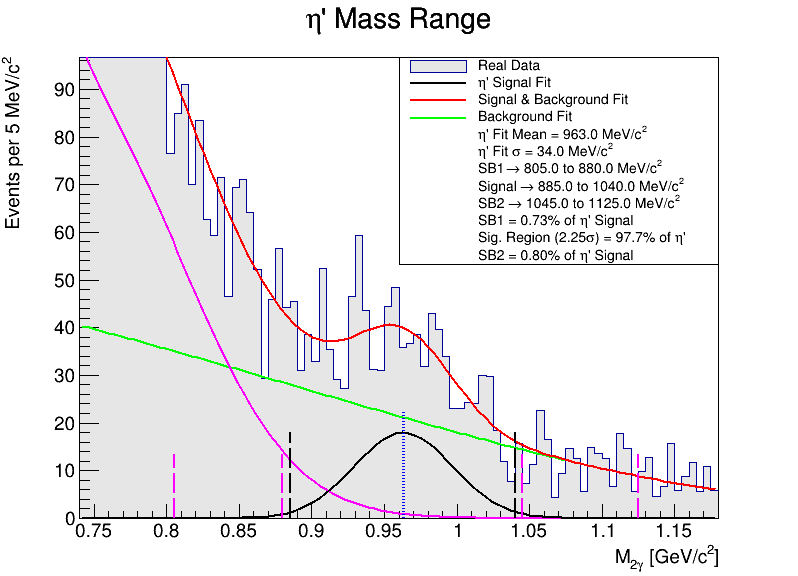 η' Mass Range
Events per 5 MeV/c²
90
80
70
60
50
40
30
20
10
0
Real Data
η' Signal Fit
Signal & Background Fit
Background Fit
η' Fit Mean = 963.0 MeV/c²
η' Fit σ = 34.0 MeV/c²
SB1 → 805.0 to 880.0 MeV/c²
Signal → 885.0 to 1040.0 MeV/c²
SB2 → 1045.0 to 1125.0 MeV/c²
SB1 = 0.73% of η' Signal
Sig. Region (2.25σ) = 97.7% of η'
SB2 = 0.80% of η' Signal
0.75 0.8 0.85 0.9 0.95 1 1.05 1.1 1.15
M₂γ [GeV/c²]